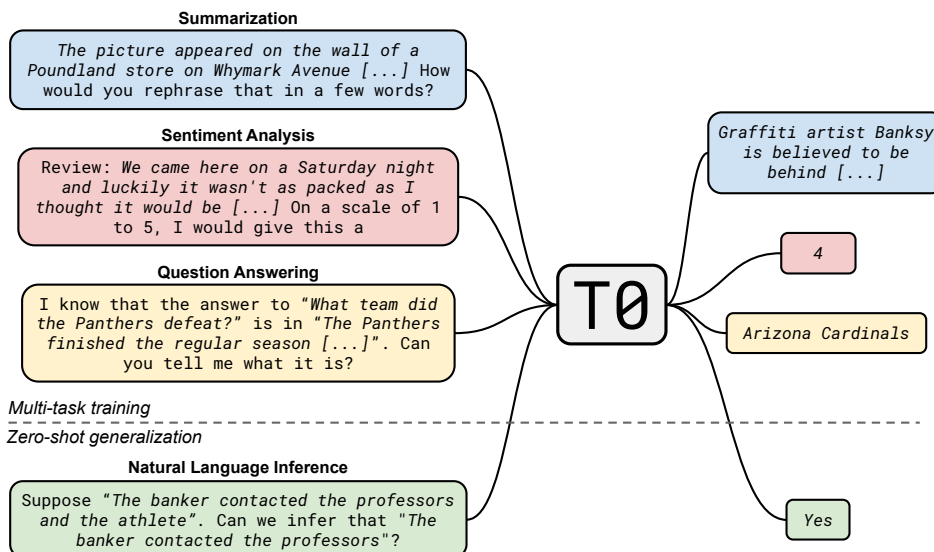 Summarization
The picture appeared on the wall of a
Poundland store on Whymark Avenue [...] How
would you rephrase that in a few words?
Sentiment Analysis
Review: We came here on a Saturday night
and luckily it wasn't as packed as I
thought it would be [...] On a scale of 1
to 5, I would give this a
Question Answering
I know that the answer to “What team did
the Panthers defeat?” is in “The Panthers
finished the regular season [...]”. Can
you tell me what it is?
Multi-task training
Zero-shot generalization
Natural Language Inference
Suppose “The banker contacted the professors
and the athlete”. Can we infer that "The
banker contacted the professors"?
T0
Graffiti artist Banksy
is believed to be
behind [...]
4
Arizona Cardinals
Yes